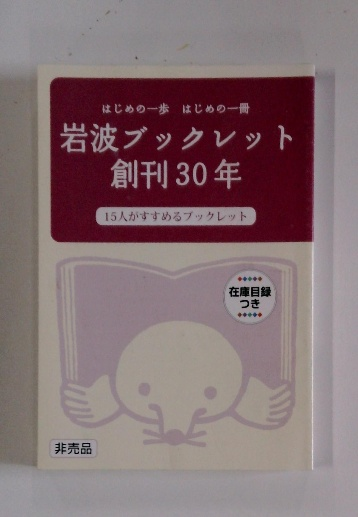 はじめの一歩 はじめの一冊
岩波ブックレット
創刊30年
15人がすすめるブックレット
在庫目録
つき
非売品